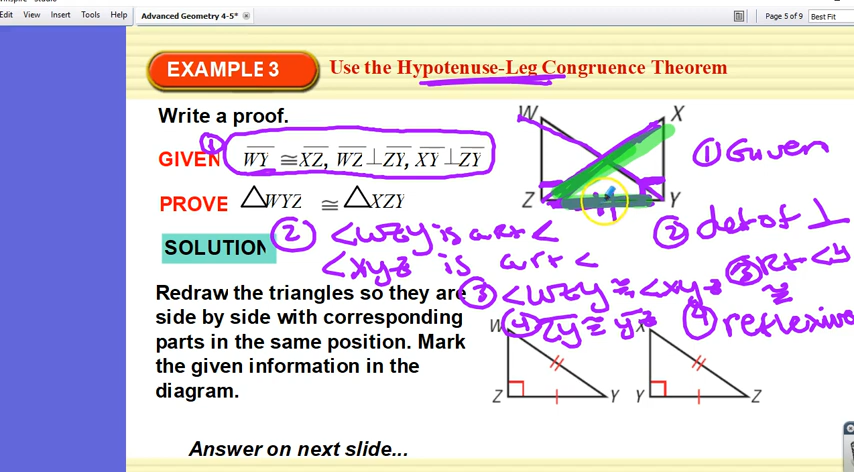 Edit View Insert Tools Help
Advanced Geometry 4-5*
Page 5 of 9
Best Fit
EXAMPLE 3
Use the Hypotenuse-Leg Congruence Theorem
Write a proof.
① GIVEN WY ≅ XZ, WZ ⊥ ZY, XY ⊥ ZY
PROVE △WYZ ≅ △XZY
W X
Z Y
① Given
SOLUTION
② <WZY is a rt <
<XYZ is a rt <
② def of ⊥
③ <WZY ≅ <XYZ
③ rt <'s ≅
④ ZY ≅ YZ
④ reflexive
Redraw the triangles so they are
side by side with corresponding
parts in the same position. Mark
the given information in the
diagram.
W X
Z Y Y Z
Answer on next slide...